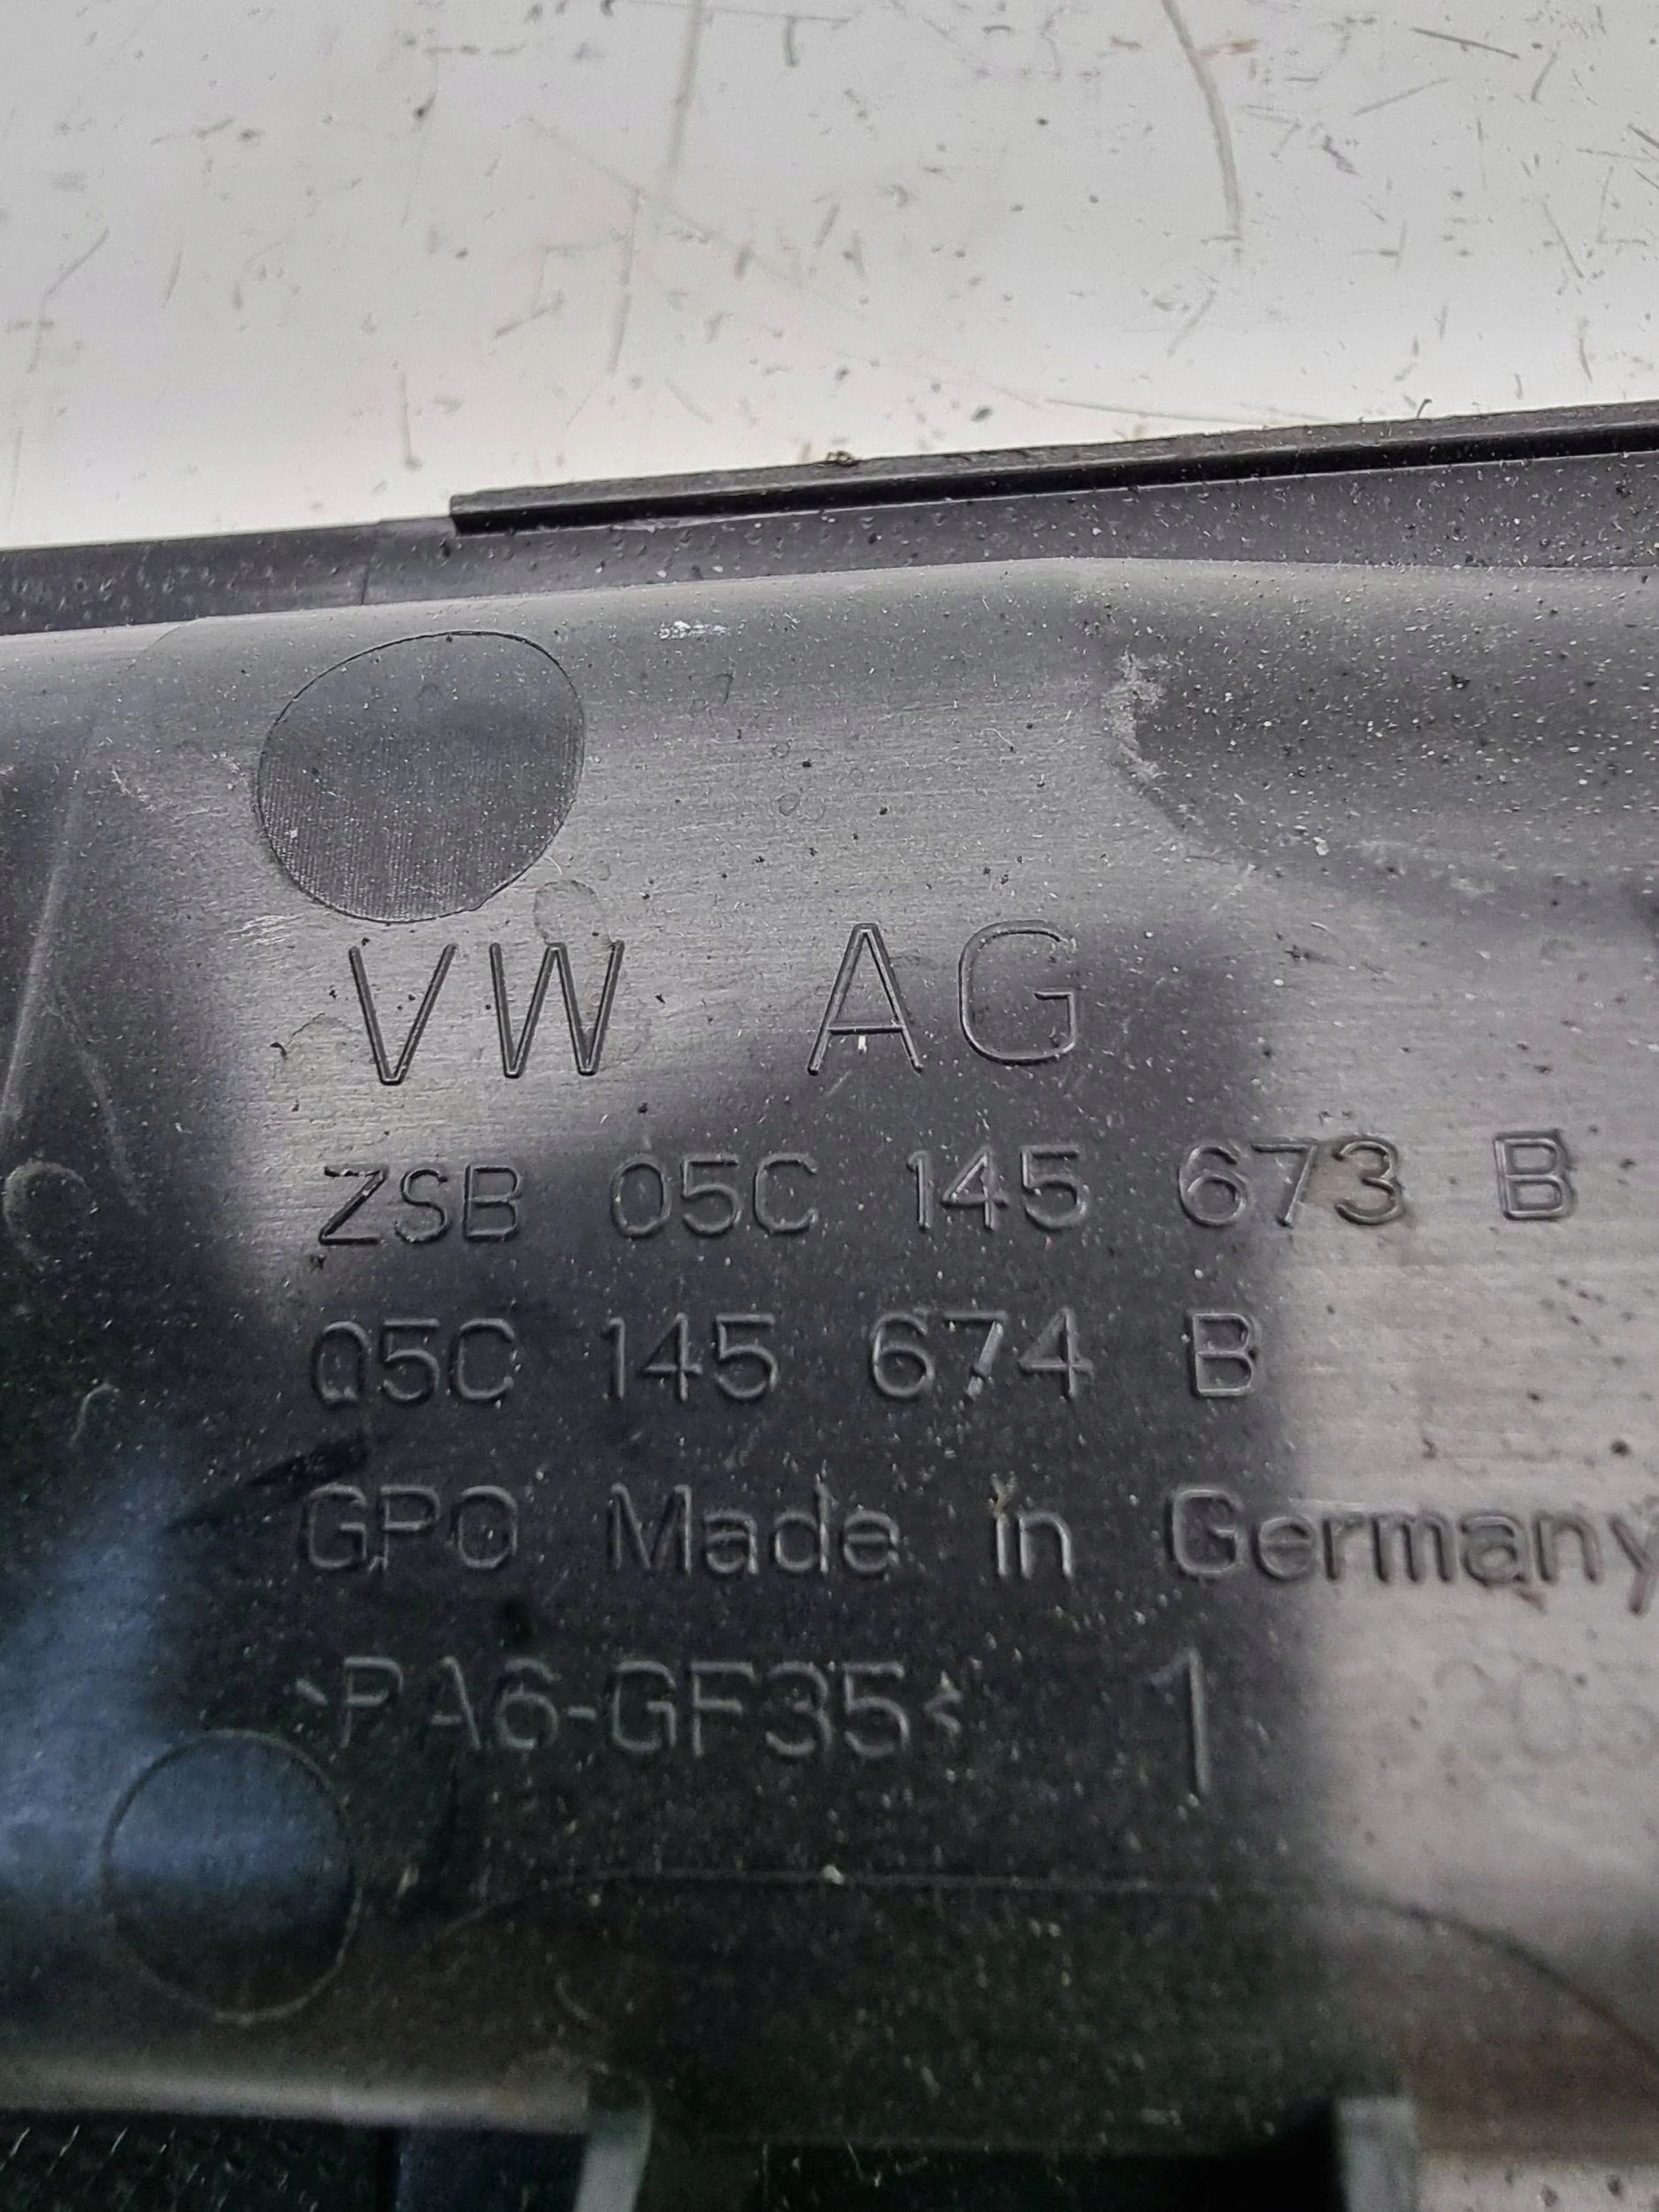 VW AG
ZSB 05C 145 673 B
05C 145 674 B
GPO Made in Germany
>PA6-GF35< 1